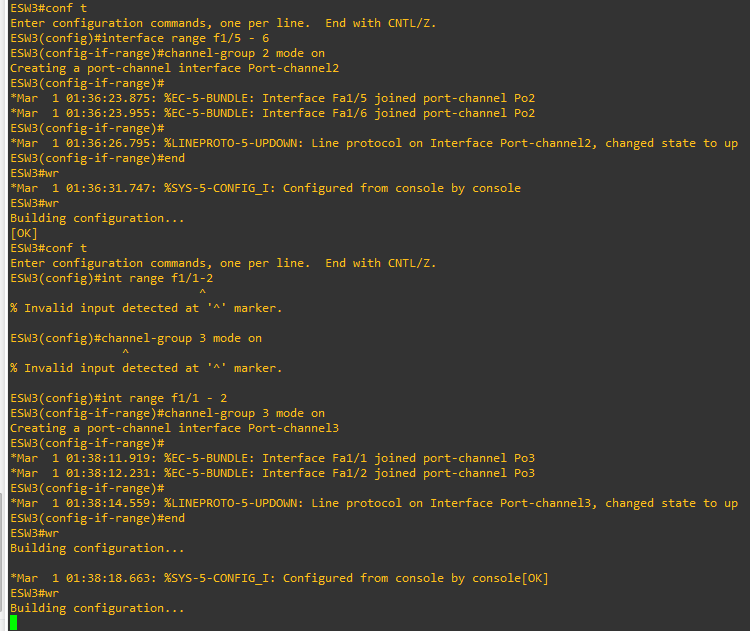 ESW3#conf t
Enter configuration commands, one per line.  End with CNTL/Z.
ESW3(config)#interface range f1/5 - 6
ESW3(config-if-range)#channel-group 2 mode on
Creating a port-channel interface Port-channel2
ESW3(config-if-range)#
*Mar  1 01:36:23.875: %EC-5-BUNDLE: Interface Fa1/5 joined port-channel Po2
*Mar  1 01:36:23.955: %EC-5-BUNDLE: Interface Fa1/6 joined port-channel Po2
ESW3(config-if-range)#
*Mar  1 01:36:26.795: %LINEPROTO-5-UPDOWN: Line protocol on Interface Port-channel2, changed state to up
ESW3(config-if-range)#end
ESW3#wr
*Mar  1 01:36:31.747: %SYS-5-CONFIG_I: Configured from console by console
ESW3#wr
Building configuration...
[OK]
ESW3#conf t
Enter configuration commands, one per line.  End with CNTL/Z.
ESW3(config)#int range f1/1-2
                            ^
% Invalid input detected at '^' marker.

ESW3(config)#channel-group 3 mode on
                 ^
% Invalid input detected at '^' marker.

ESW3(config)#int range f1/1 - 2
ESW3(config-if-range)#channel-group 3 mode on
Creating a port-channel interface Port-channel3
ESW3(config-if-range)#
*Mar  1 01:38:11.919: %EC-5-BUNDLE: Interface Fa1/1 joined port-channel Po3
*Mar  1 01:38:12.231: %EC-5-BUNDLE: Interface Fa1/2 joined port-channel Po3
ESW3(config-if-range)#
*Mar  1 01:38:14.559: %LINEPROTO-5-UPDOWN: Line protocol on Interface Port-channel3, changed state to up
ESW3(config-if-range)#end
ESW3#wr
Building configuration...

*Mar  1 01:38:18.663: %SYS-5-CONFIG_I: Configured from console by console[OK]
ESW3#wr
Building configuration...